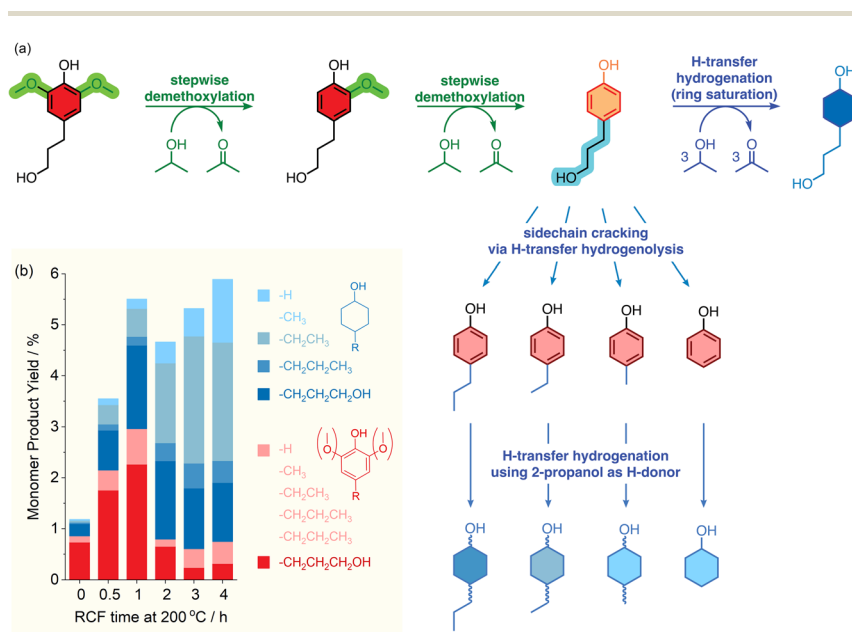 (a)
OH
O
O
HO
stepwise
demethoxylation
OH
O
OH
O
HO
stepwise
demethoxylation
OH
O
OH
HO
H-transfer
hydrogenation
(ring saturation)
3 OH
3 O
OH
HO
sidechain cracking
via H-transfer hydrogenolysis
OH
OH
OH
OH
H-transfer hydrogenation
using 2-propanol as H-donor
OH
OH
OH
OH
(b)
Monomer Product Yield / %
6
5
4
3
2
1
0
0 0.5 1 2 3 4
RCF time at 200 °C / h
-H
-CH₃
-CH₂CH₃
-CH₂CH₂CH₃
-CH₂CH₂CH₂OH
OH
R
-H
-CH₃
-CH₂CH₃
-CH₂CH₂CH₃
-CH₂CH₂CH₃
-CH₂CH₂CH₂OH
OH
( O ) ( O )
R